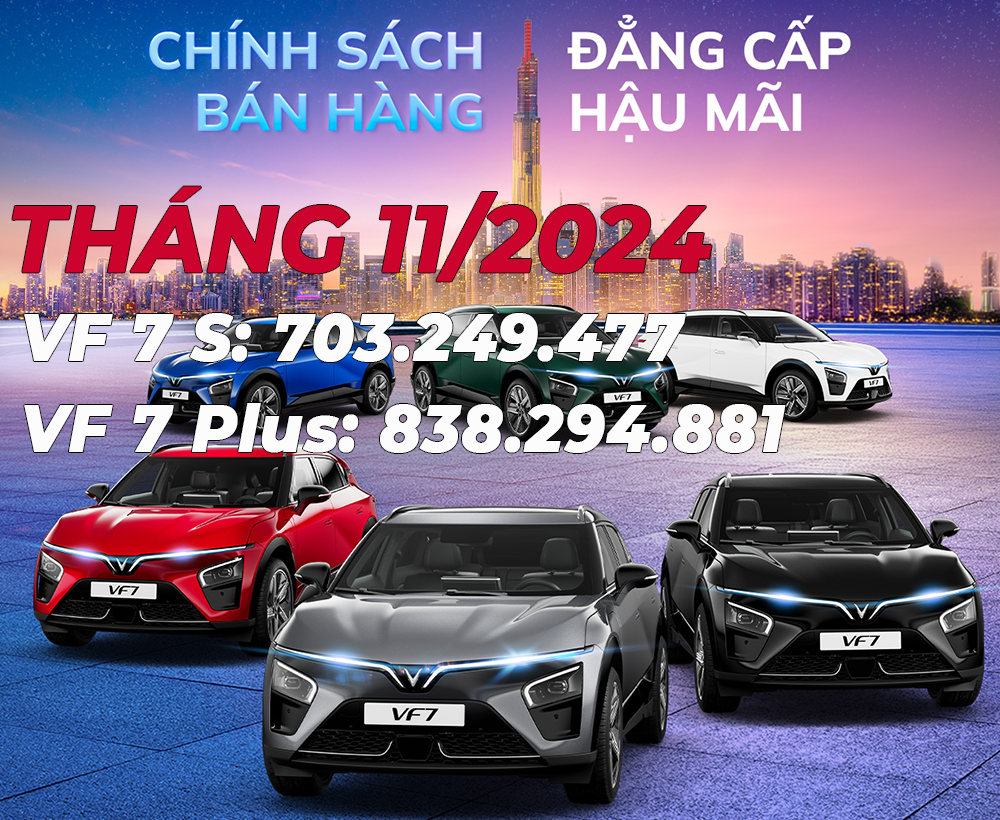 CHÍNH SÁCH
BÁN HÀNG
ĐẲNG CẤP
HẬU MÃI
THÁNG 11/2024
VF 7 S: 703.249.477
VF 7 Plus: 838.294.881
VF7
VF7
VF7
VF7
VF7
VF7